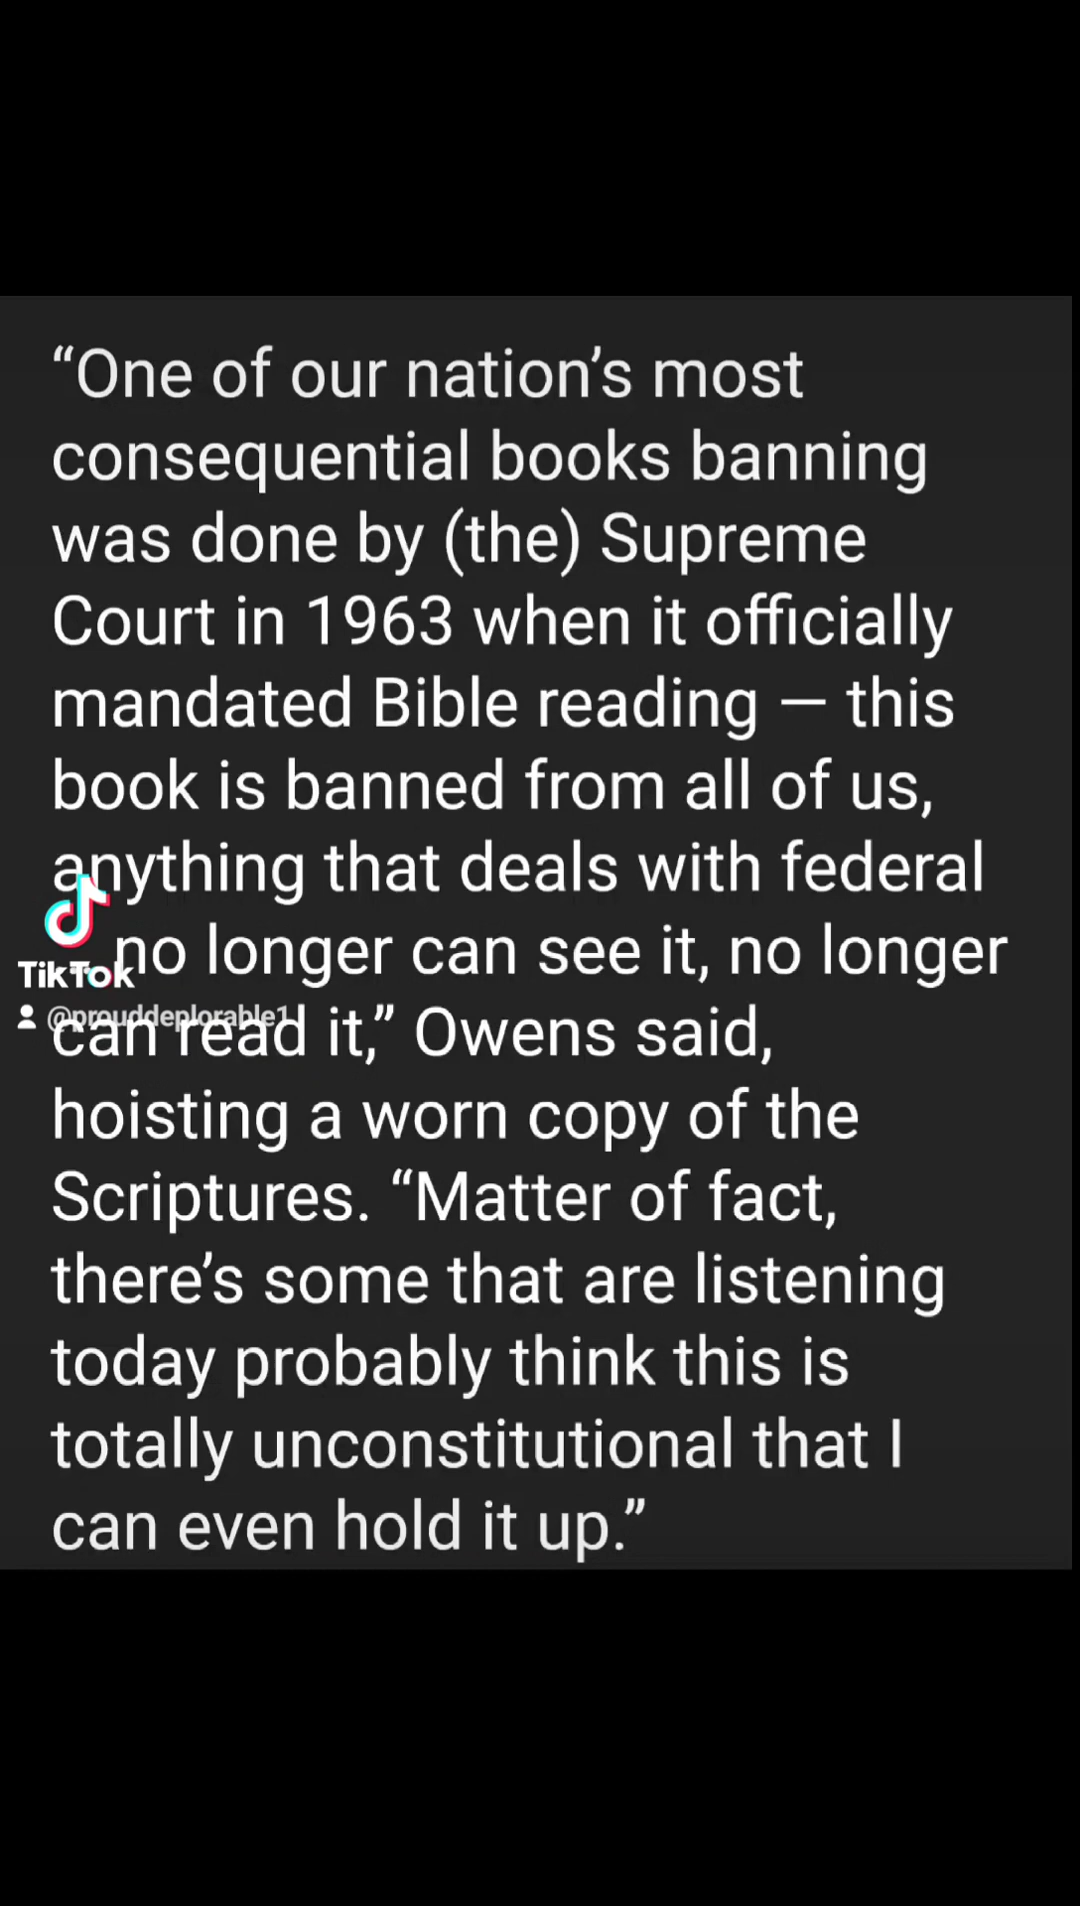 “One of our nation’s most
consequential books banning
was done by (the) Supreme
Court in 1963 when it officially
mandated Bible reading — this
book is banned from all of us,
anything that deals with federal
no longer can see it, no longer
can read it,” Owens said,
hoisting a worn copy of the
Scriptures. “Matter of fact,
there’s some that are listening
today probably think this is
totally unconstitutional that I
can even hold it up.”
TikTok
@prouddeplorable1